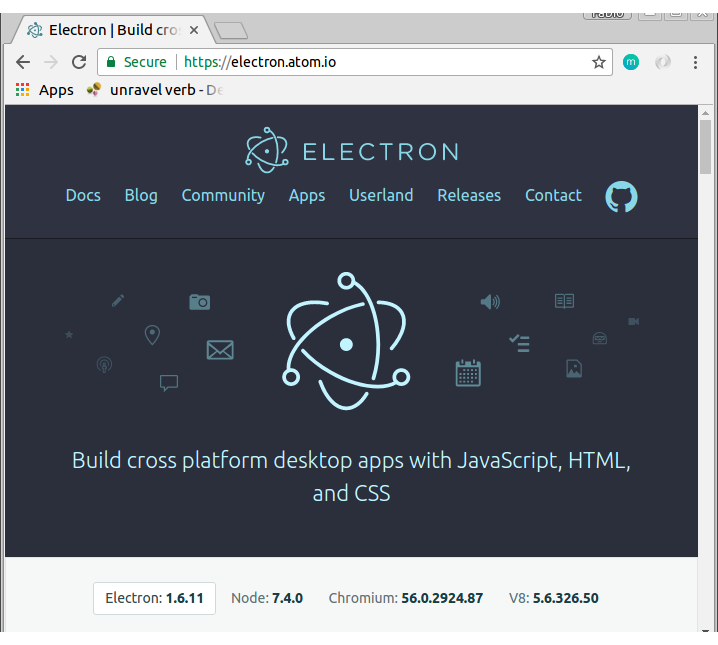 Fabio
Electron | Build cro
Secure https://electron.atom.io
m
Apps unravel verb - De
ELECTRON
Docs Blog Community Apps Userland Releases Contact
Build cross platform desktop apps with JavaScript, HTML,
and CSS
Electron: 1.6.11 Node: 7.4.0 Chromium: 56.0.2924.87 V8: 5.6.326.50